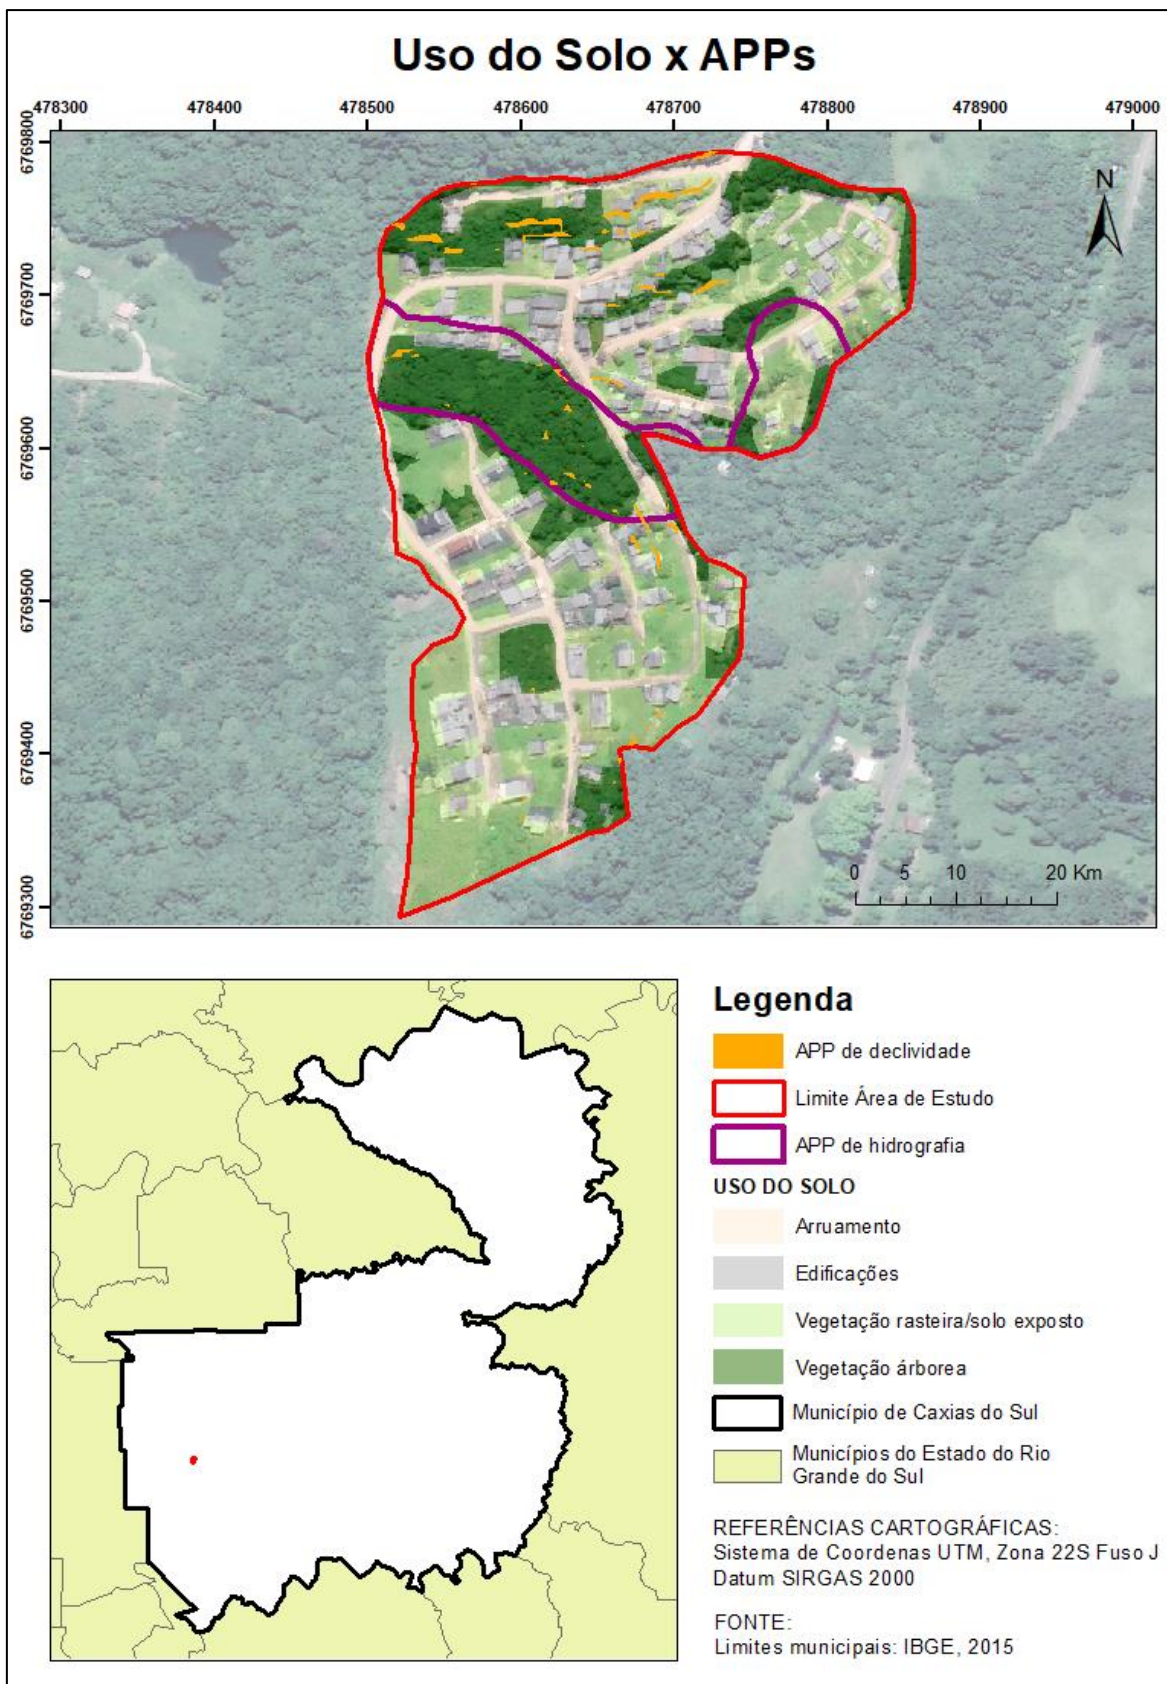 Uso do Solo x APPs
478300 478400 478500 478600 478700 478800 478900 479000
6769800
6769700
6769600
6769500
6769400
6769300
N
0 5 10 20 Km
Legenda
APP de declividade
Limite Área de Estudo
APP de hidrografia
USO DO SOLO
Arruamento
Edificações
Vegetação rasteira/solo exposto
Vegetação árborea
Município de Caxias do Sul
Municípios do Estado do Rio
Grande do Sul
REFERÊNCIAS CARTOGRÁFICAS:
Sistema de Coordenas UTM, Zona 22S Fuso J
Datum SIRGAS 2000
FONTE:
Limites municipais: IBGE, 2015